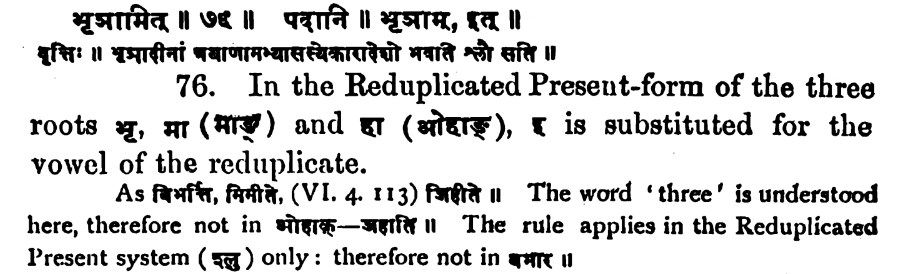 भृञामित् ॥ ७६ ॥ पदानि ॥ भृञाम्, इत् ॥
वृत्तिः ॥ भृञादीनां त्रयाणामभ्यासस्येकारादेशो भवति श्लौ सति ॥
76. In the Reduplicated Present-form of the three
roots भृ, मा (माङ्) and हा (ओहाङ्), इ is substituted for the
vowel of the reduplicate.
As बिभर्त्ति, मिमीते, (VI. 4. 113) जिहीते ॥ The word 'three' is understood
here, therefore not in ओहाक्—जहाति ॥ The rule applies in the Reduplicated
Present system (श्लु) only: therefore not in बभार ॥